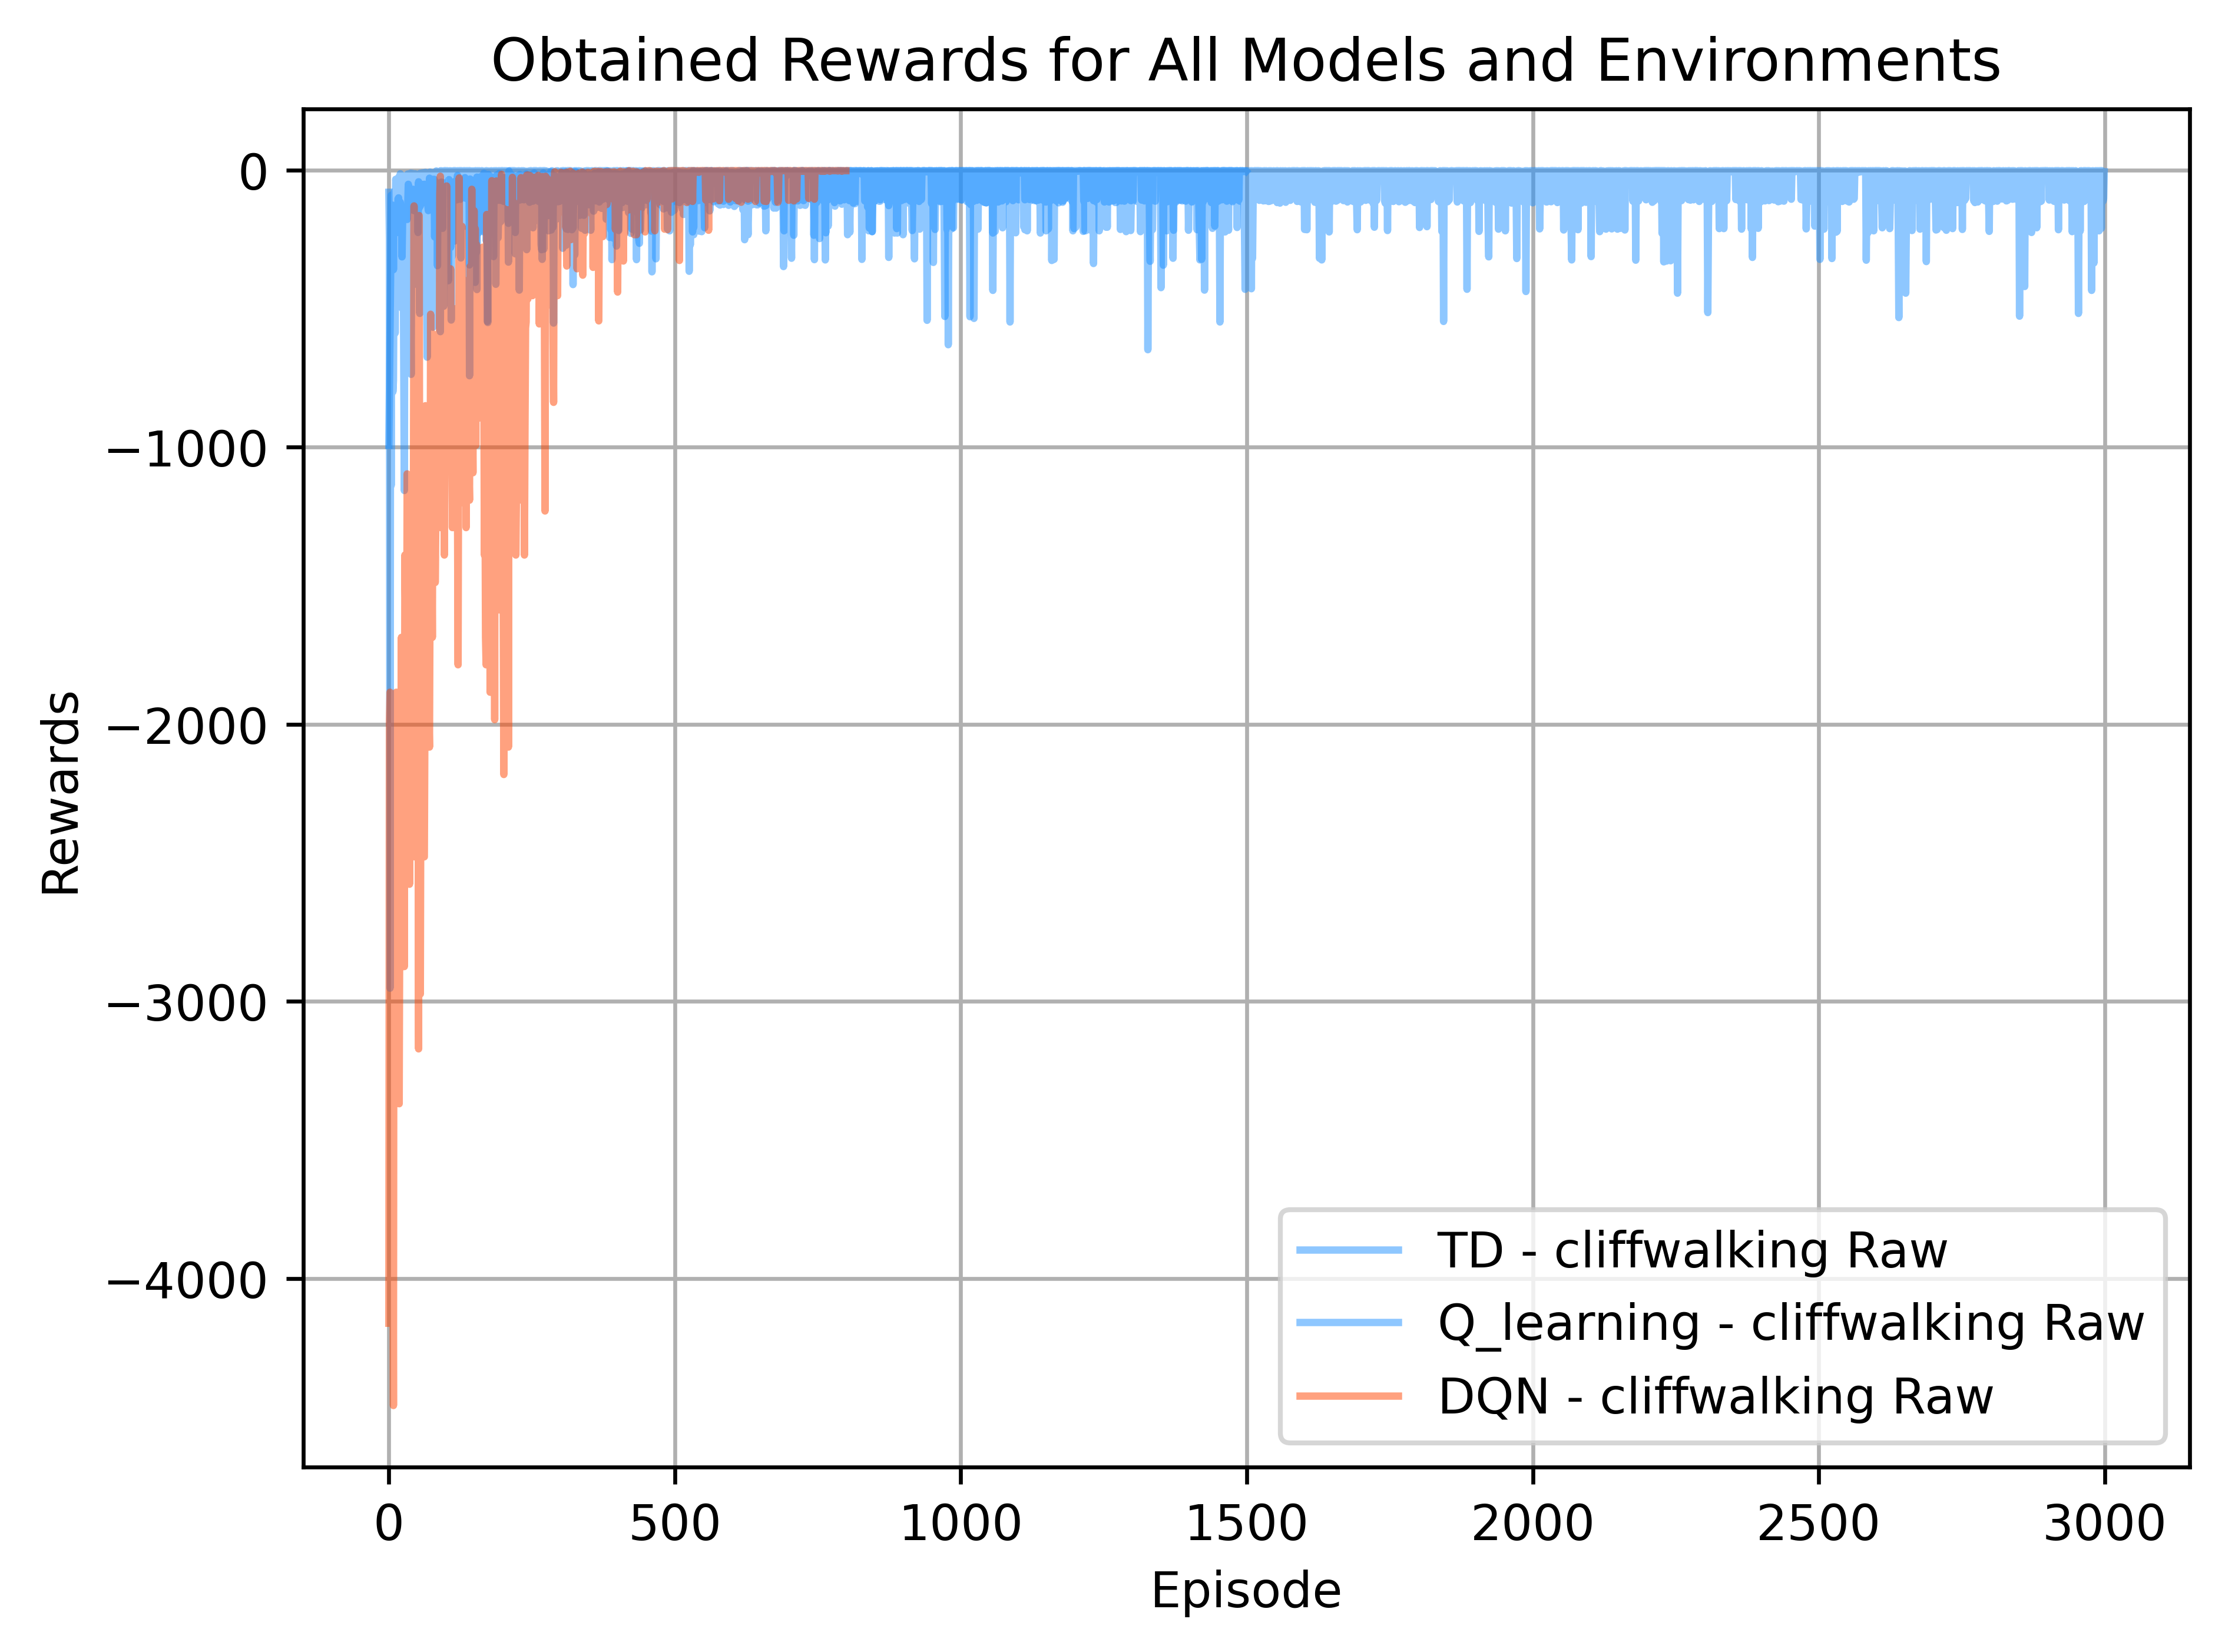 Obtained Rewards for All Models and Environments
0
−1000
−2000
−3000
−4000
Rewards
TD - cliffwalking Raw
Q_learning - cliffwalking Raw
DQN - cliffwalking Raw
0 500 1000 1500 2000 2500 3000
Episode